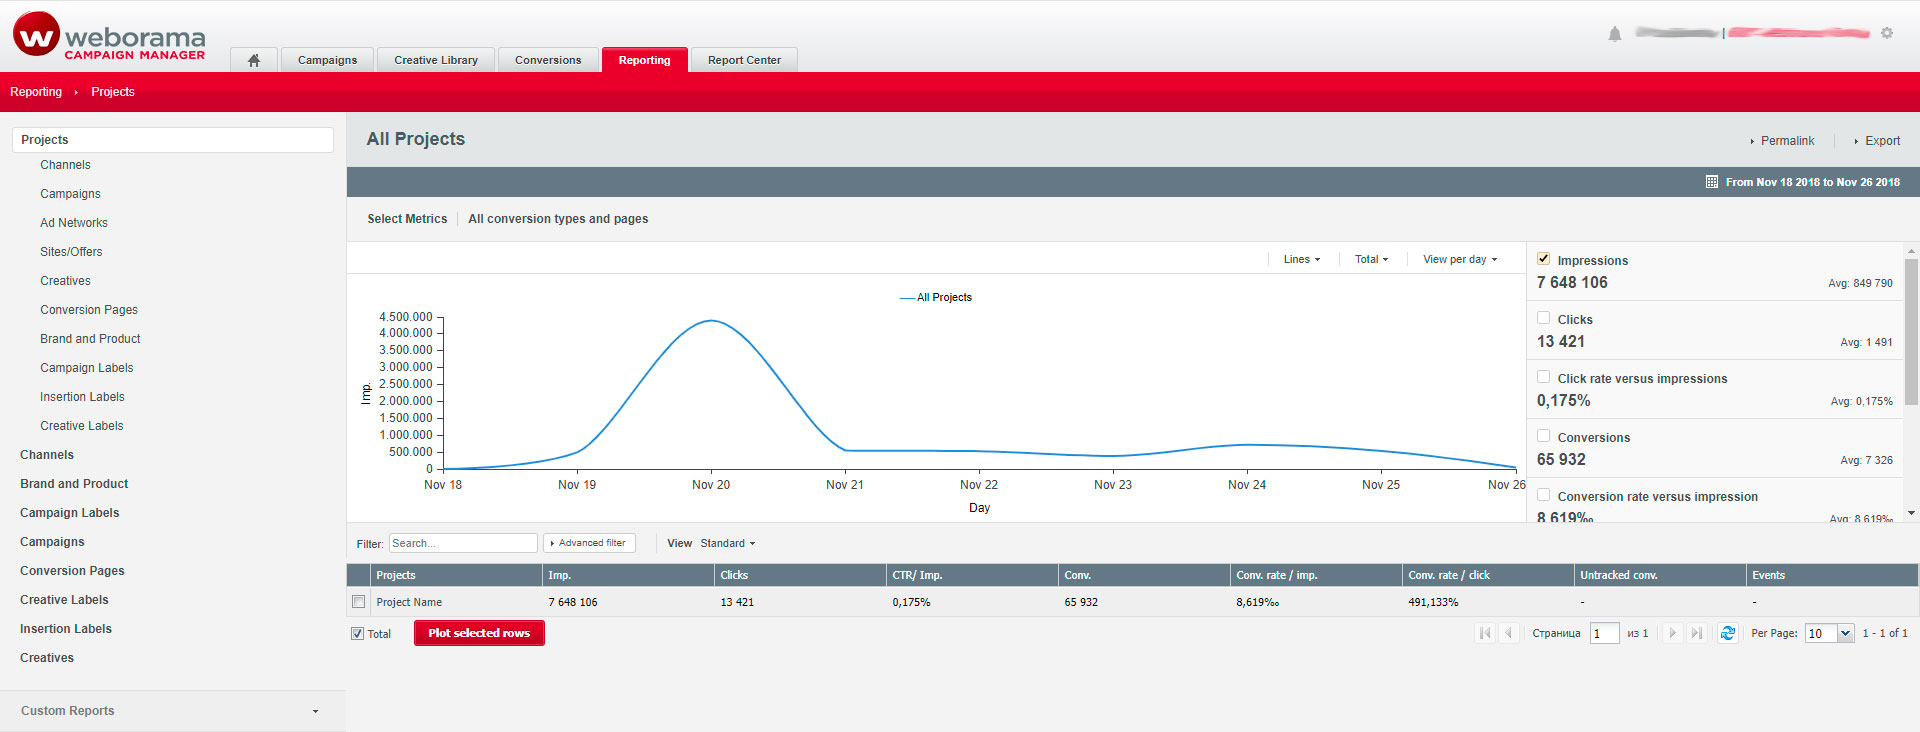 weborama
CAMPAIGN MANAGER
Campaigns
Creative Library
Conversions
Reporting
Report Center
Reporting
Projects
Projects
Channels
Campaigns
Ad Networks
Sites/Offers
Creatives
Conversion Pages
Brand and Product
Campaign Labels
Insertion Labels
Creative Labels
Channels
Brand and Product
Campaign Labels
Campaigns
Conversion Pages
Creative Labels
Insertion Labels
Creatives
Custom Reports
All Projects
Permalink
Export
From Nov 18 2018 to Nov 26 2018
Select Metrics
All conversion types and pages
Lines
Total
View per day
All Projects
4.500.000
4.000.000
3.500.000
3.000.000
2.500.000
2.000.000
1.500.000
1.000.000
500.000
0
Imp.
Nov 18 Nov 19 Nov 20 Nov 21 Nov 22 Nov 23 Nov 24 Nov 25 Nov 26
Day
Impressions
7 648 106 Avg: 849 790
Clicks
13 421 Avg: 1 491
Click rate versus impressions
0,175% Avg: 0,175%
Conversions
65 932 Avg: 7 326
Conversion rate versus impression
8,619‰ Avg: 8,619‰
Filter: Search... Advanced filter View Standard
Projects Imp. Clicks CTR/ Imp. Conv. Conv. rate / imp. Conv. rate / click Untracked conv. Events
Project Name 7 648 106 13 421 0,175% 65 932 8,619‰ 491,133% - -
Total Plot selected rows Страница 1 из 1 Per Page: 10 1 - 1 of 1